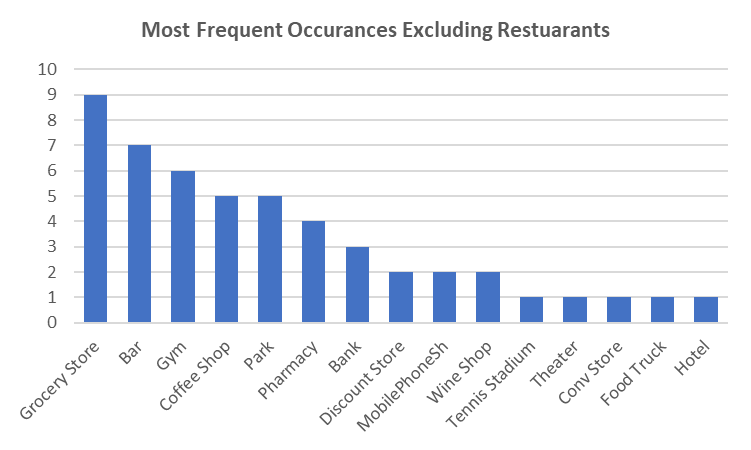 Most Frequent Occurances Excluding Restuarants
10
9
8
7
6
5
4
3
2
1
0
Grocery Store
Bar
Gym
Coffee Shop
Park
Pharmacy
Bank
Discount Store
MobilePhoneSh
Wine Shop
Tennis Stadium
Theater
Conv Store
Food Truck
Hotel